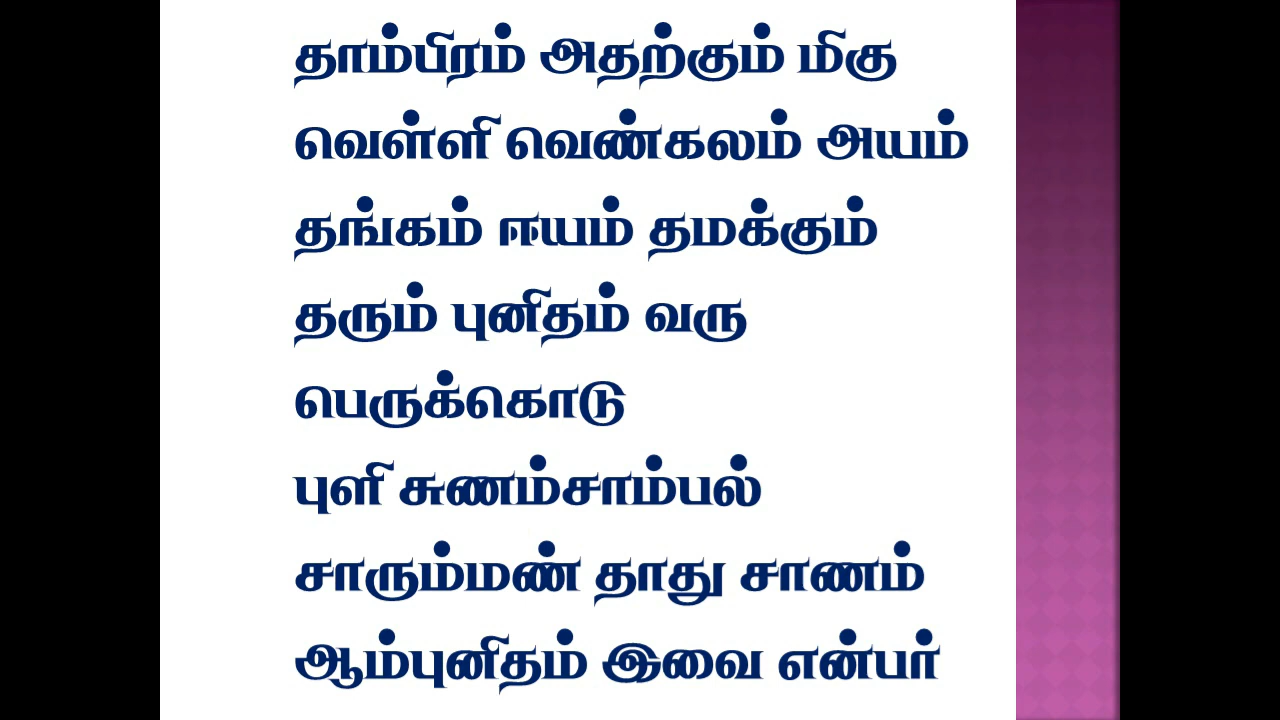 தாம்பிரம் அதற்கும் மிகு
வெள்ளி வெண்கலம் அயம்
தங்கம் ஈயம் தமக்கும்
தரும் புனிதம் வரு
பெருக்கொடு
புளி சுணம்சாம்பல்
சாரும்மண் தாது சாணம்
ஆம்புனிதம் இவை என்பர்